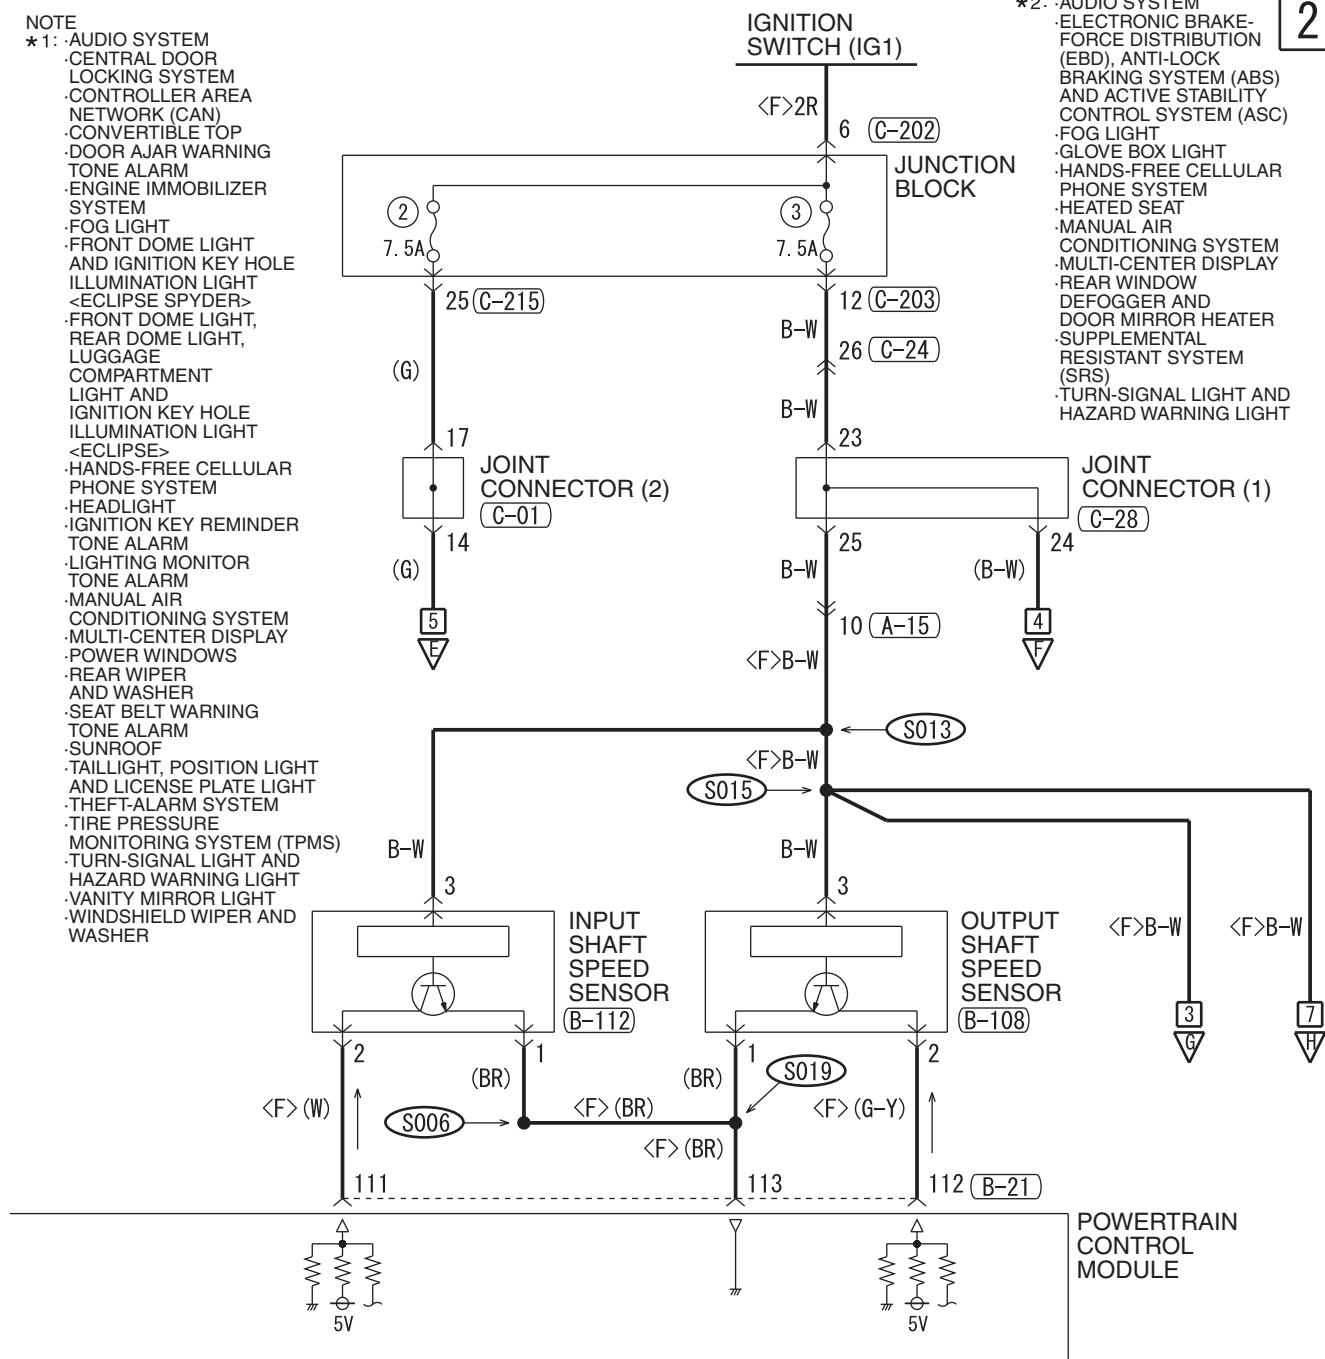 NOTE
*1: ·AUDIO SYSTEM
·CENTRAL DOOR
LOCKING SYSTEM
·CONTROLLER AREA
NETWORK (CAN)
·CONVERTIBLE TOP
·DOOR AJAR WARNING
TONE ALARM
·ENGINE IMMOBILIZER
SYSTEM
·FOG LIGHT
·FRONT DOME LIGHT
AND IGNITION KEY HOLE
ILLUMINATION LIGHT
<ECLIPSE SPYDER>
·FRONT DOME LIGHT,
REAR DOME LIGHT,
LUGGAGE
COMPARTMENT
LIGHT AND
IGNITION KEY HOLE
ILLUMINATION LIGHT
<ECLIPSE>
·HANDS-FREE CELLULAR
PHONE SYSTEM
·HEADLIGHT
·IGNITION KEY REMINDER
TONE ALARM
·LIGHTING MONITOR
TONE ALARM
·MANUAL AIR
CONDITIONING SYSTEM
·MULTI-CENTER DISPLAY
·POWER WINDOWS
·REAR WIPER
AND WASHER
·SEAT BELT WARNING
TONE ALARM
·SUNROOF
·TAILLIGHT, POSITION LIGHT
AND LICENSE PLATE LIGHT
·THEFT-ALARM SYSTEM
·TIRE PRESSURE
MONITORING SYSTEM (TPMS)
·TURN-SIGNAL LIGHT AND
HAZARD WARNING LIGHT
·VANITY MIRROR LIGHT
·WINDSHIELD WIPER AND
WASHER
*2: ·AUDIO SYSTEM
·ELECTRONIC BRAKE-
FORCE DISTRIBUTION
(EBD), ANTI-LOCK
BRAKING SYSTEM (ABS)
AND ACTIVE STABILITY
CONTROL SYSTEM (ASC)
·FOG LIGHT
·GLOVE BOX LIGHT
·HANDS-FREE CELLULAR
PHONE SYSTEM
·HEATED SEAT
·MANUAL AIR
CONDITIONING SYSTEM
·MULTI-CENTER DISPLAY
·REAR WINDOW
DEFOGGER AND
DOOR MIRROR HEATER
·SUPPLEMENTAL
RESISTANT SYSTEM
(SRS)
·TURN-SIGNAL LIGHT AND
HAZARD WARNING LIGHT
2
IGNITION
SWITCH (IG1)
<F>2R
6 C-202
JUNCTION
BLOCK
2
7.5A
3
7.5A
25 C-215
12 C-203
B-W
26 C-24
(G)
B-W
17
23
JOINT
CONNECTOR (2)
C-01
JOINT
CONNECTOR (1)
C-28
14
25
24
(G)
B-W
(B-W)
5
E
10 A-15
4
F
<F>B-W
S013
<F>B-W
S015
B-W
B-W
3
3
INPUT
SHAFT
SPEED
SENSOR
B-112
OUTPUT
SHAFT
SPEED
SENSOR
B-108
<F>B-W
<F>B-W
3
G
7
H
2
1
1
2
(BR)
(BR)
S019
<F>(W)
S006
<F>(BR)
<F>(G-Y)
<F>(BR)
111
113
112 B-21
POWERTRAIN
CONTROL
MODULE
5V
5V